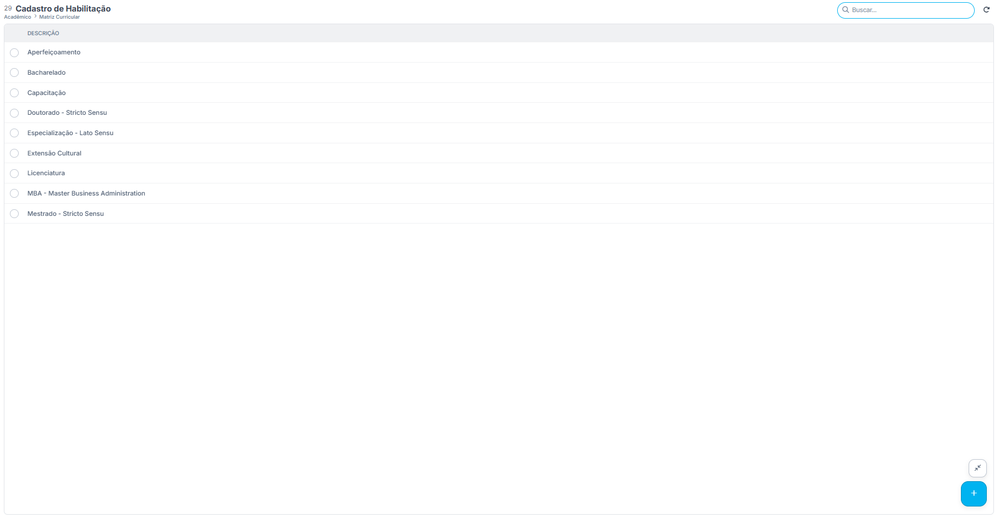 29 Cadastro de Habilitação
Acadêmico > Matriz Curricular
Buscar...
DESCRIÇÃO
Aperfeiçoamento
Bacharelado
Capacitação
Doutorado - Stricto Sensu
Especialização - Lato Sensu
Extensão Cultural
Licenciatura
MBA - Master Business Administration
Mestrado - Stricto Sensu